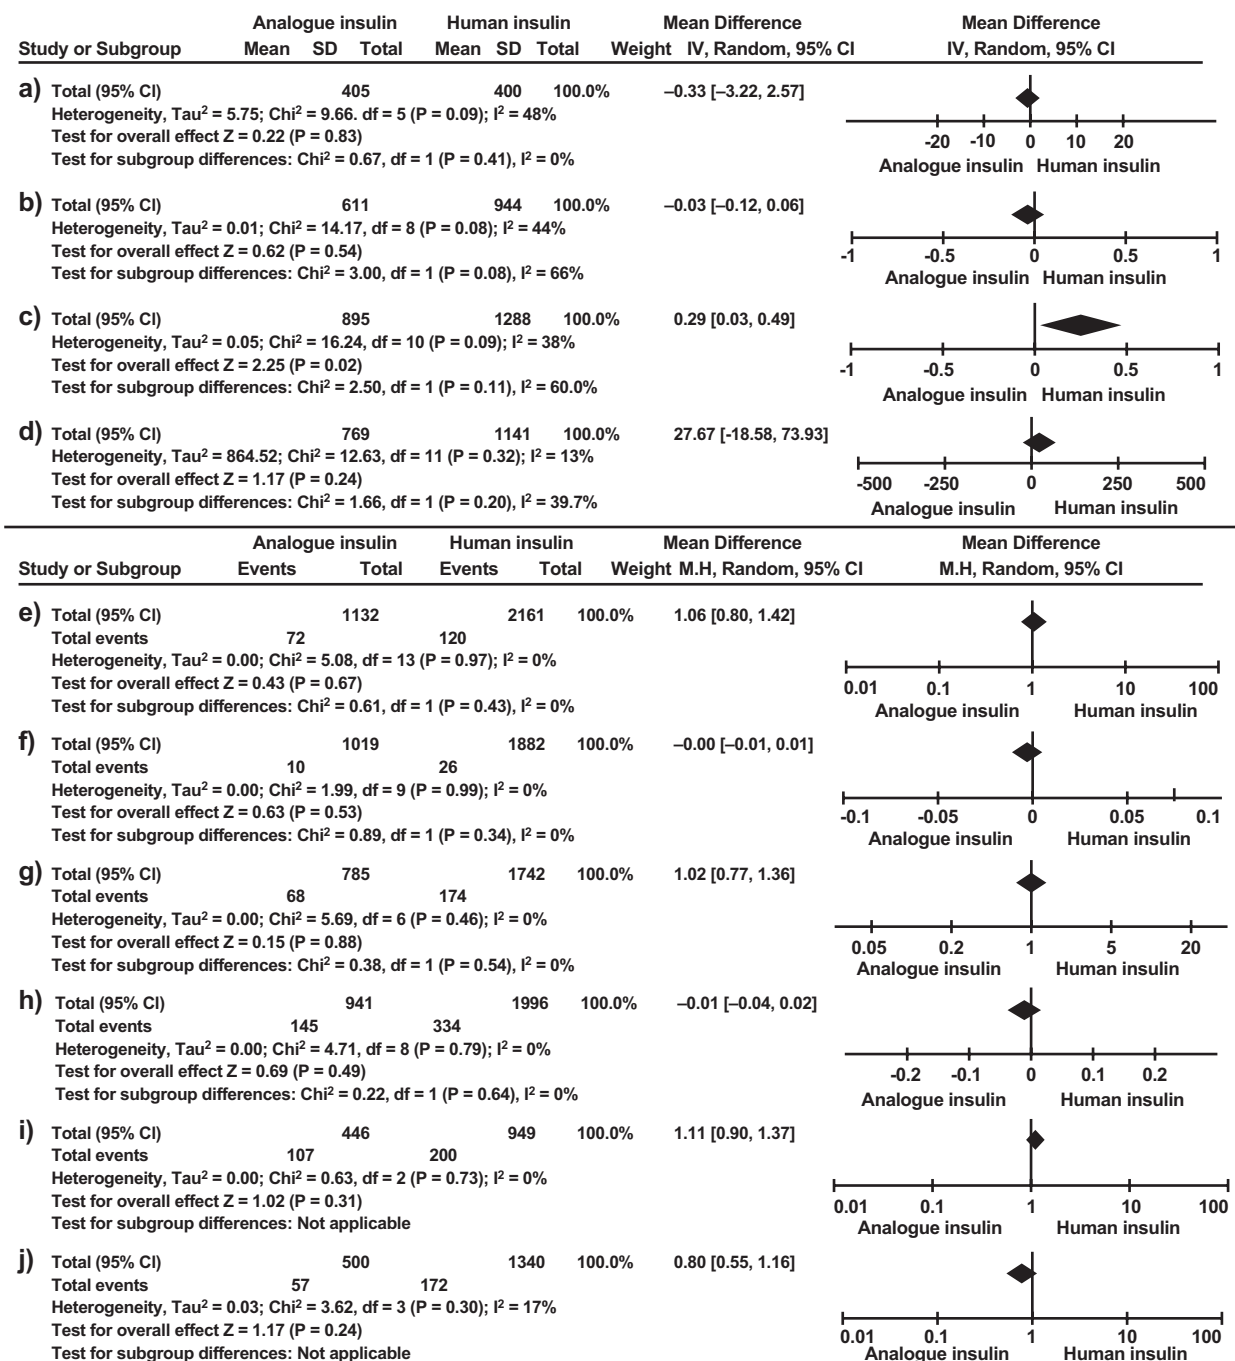 Analogue insulin Human insulin Mean Difference Mean Difference
Study or Subgroup Mean SD Total Mean SD Total Weight IV, Random, 95% CI IV, Random, 95% CI
a) Total (95% CI) 405 400 100.0% –0.33 [–3.22, 2.57]
Heterogeneity, Tau² = 5.75; Chi² = 9.66. df = 5 (P = 0.09); I² = 48%
Test for overall effect Z = 0.22 (P = 0.83)
Test for subgroup differences: Chi² = 0.67, df = 1 (P = 0.41), I² = 0%
-20 -10 0 10 20
Analogue insulin Human insulin
b) Total (95% CI) 611 944 100.0% –0.03 [–0.12, 0.06]
Heterogeneity, Tau² = 0.01; Chi² = 14.17, df = 8 (P = 0.08); I² = 44%
Test for overall effect Z = 0.62 (P = 0.54)
Test for subgroup differences: Chi² = 3.00, df = 1 (P = 0.08), I² = 66%
-1 -0.5 0 0.5 1
Analogue insulin Human insulin
c) Total (95% CI) 895 1288 100.0% 0.29 [0.03, 0.49]
Heterogeneity, Tau² = 0.05; Chi² = 16.24, df = 10 (P = 0.09); I² = 38%
Test for overall effect Z = 2.25 (P = 0.02)
Test for subgroup differences: Chi² = 2.50, df = 1 (P = 0.11), I² = 60.0%
-1 -0.5 0 0.5 1
Analogue insulin Human insulin
d) Total (95% CI) 769 1141 100.0% 27.67 [-18.58, 73.93]
Heterogeneity, Tau² = 864.52; Chi² = 12.63, df = 11 (P = 0.32); I² = 13%
Test for overall effect Z = 1.17 (P = 0.24)
Test for subgroup differences: Chi² = 1.66, df = 1 (P = 0.20), I² = 39.7%
-500 -250 0 250 500
Analogue insulin Human insulin
Analogue insulin Human insulin Mean Difference Mean Difference
Study or Subgroup Events Total Events Total Weight M.H, Random, 95% CI M.H, Random, 95% CI
e) Total (95% CI) 1132 2161 100.0% 1.06 [0.80, 1.42]
Total events 72 120
Heterogeneity, Tau² = 0.00; Chi² = 5.08, df = 13 (P = 0.97); I² = 0%
Test for overall effect Z = 0.43 (P = 0.67)
Test for subgroup differences: Chi² = 0.61, df = 1 (P = 0.43), I² = 0%
0.01 0.1 1 10 100
Analogue insulin Human insulin
f) Total (95% CI) 1019 1882 100.0% –0.00 [–0.01, 0.01]
Total events 10 26
Heterogeneity, Tau² = 0.00; Chi² = 1.99, df = 9 (P = 0.99); I² = 0%
Test for overall effect Z = 0.63 (P = 0.53)
Test for subgroup differences: Chi² = 0.89, df = 1 (P = 0.34), I² = 0%
-0.1 -0.05 0 0.05 0.1
Analogue insulin Human insulin
g) Total (95% CI) 785 1742 100.0% 1.02 [0.77, 1.36]
Total events 68 174
Heterogeneity, Tau² = 0.00; Chi² = 5.69, df = 6 (P = 0.46); I² = 0%
Test for overall effect Z = 0.15 (P = 0.88)
Test for subgroup differences: Chi² = 0.38, df = 1 (P = 0.54), I² = 0%
0.05 0.2 1 5 20
Analogue insulin Human insulin
h) Total (95% CI) 941 1996 100.0% –0.01 [–0.04, 0.02]
Total events 145 334
Heterogeneity, Tau² = 0.00; Chi² = 4.71, df = 8 (P = 0.79); I² = 0%
Test for overall effect Z = 0.69 (P = 0.49)
Test for subgroup differences: Chi² = 0.22, df = 1 (P = 0.64), I² = 0%
-0.2 -0.1 0 0.1 0.2
Analogue insulin Human insulin
i) Total (95% CI) 446 949 100.0% 1.11 [0.90, 1.37]
Total events 107 200
Heterogeneity, Tau² = 0.00; Chi² = 0.63, df = 2 (P = 0.73); I² = 0%
Test for overall effect Z = 1.02 (P = 0.31)
Test for subgroup differences: Not applicable
0.01 0.1 1 10 100
Analogue insulin Human insulin
j) Total (95% CI) 500 1340 100.0% 0.80 [0.55, 1.16]
Total events 57 172
Heterogeneity, Tau² = 0.03; Chi² = 3.62, df = 3 (P = 0.30); I² = 17%
Test for overall effect Z = 1.17 (P = 0.24)
Test for subgroup differences: Not applicable
0.01 0.1 1 10 100
Analogue insulin Human insulin